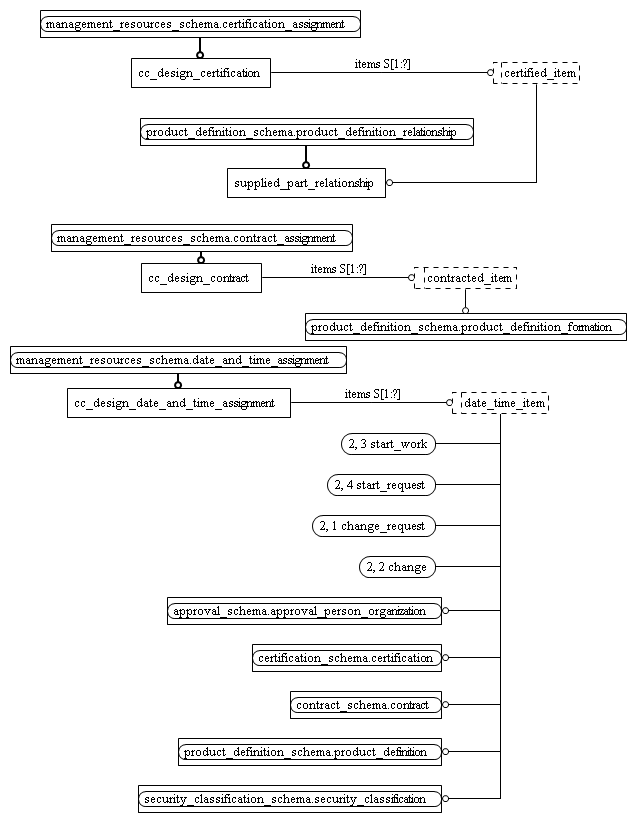 management_resources_schema.certification_assignment
cc_design_certification
items S[1:?]
certified_item
product_definition_schema.product_definition_relationship
supplied_part_relationship
management_resources_schema.contract_assignment
cc_design_contract
items S[1:?]
contracted_item
product_definition_schema.product_definition_formation
management_resources_schema.date_and_time_assignment
cc_design_date_and_time_assignment
items S[1:?]
date_time_item
2, 3 start_work
2, 4 start_request
2, 1 change_request
2, 2 change
approval_schema.approval_person_organization
certification_schema.certification
contract_schema.contract
product_definition_schema.product_definition
security_classification_schema.security_classification